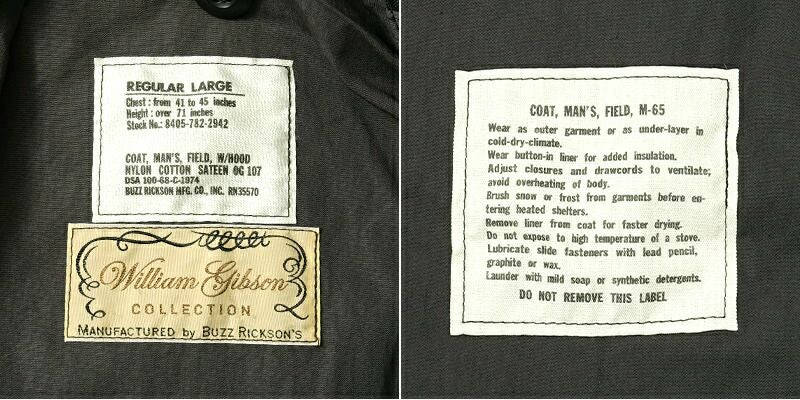 REGULAR LARGE
Chest: from 41 to 45 inches
Height: over 71 inches
Stock No.: 8405-782-2942
COAT, MAN'S, FIELD, W/HOOD
NYLON COTTON SATEEN OG 107
DSA 100-68-C-1974
BUZZ RICKSON MFG. CO., INC. RN35570
William Gibson
COLLECTION
MANUFACTURED by BUZZ RICKSON'S
COAT, MAN'S, FIELD, M-65
Wear as outer garment or as under-layer in
cold-dry-climate.
Wear button-in liner for added insulation.
Adjust closures and drawcords to ventilate;
avoid overheating of body.
Brush snow or frost from garments before en-
tering heated shelters.
Remove liner from coat for faster drying.
Do not expose to high temperature of a stove.
Lubricate slide fasteners with lead pencil,
graphite or wax.
Launder with mild soap or synthetic detergents.
DO NOT REMOVE THIS LABEL